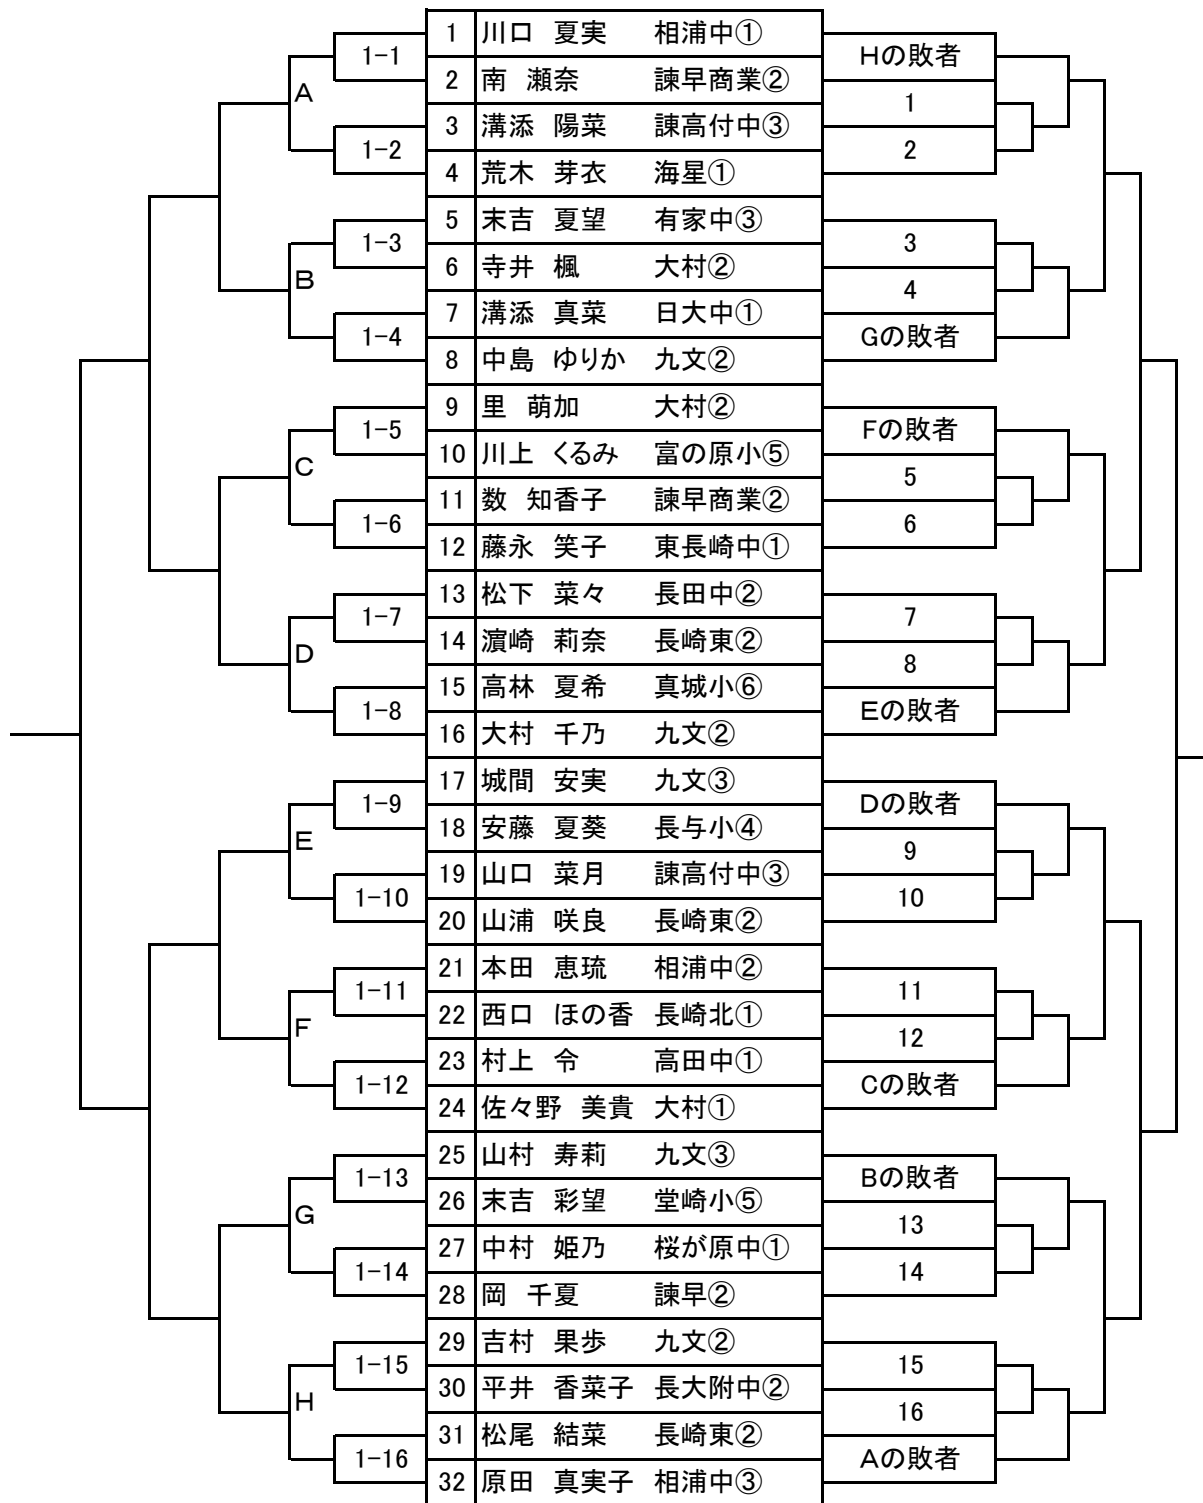 1 川口 夏実 相浦中①
1-1 Hの敗者
2 南 瀬奈 諫早商業②
A 1
3 溝添 陽菜 諌高付中③
1-2 2
4 荒木 芽衣 海星①
5 末吉 夏望 有家中③
1-3 3
6 寺井 楓 大村②
B 4
7 溝添 真菜 日大中①
1-4 Gの敗者
8 中島 ゆりか 九文②
9 里 萌加 大村②
1-5 Fの敗者
10 川上 くるみ 富の原小⑤
C 5
11 数 知香子 諫早商業②
1-6 6
12 藤永 笑子 東長崎中①
13 松下 菜々 長田中②
1-7 7
14 濵崎 莉奈 長崎東②
D 8
15 高林 夏希 真城小⑥
1-8 Eの敗者
16 大村 千乃 九文②
17 城間 安実 九文③
1-9 Dの敗者
18 安藤 夏葵 長与小④
E 9
19 山口 菜月 諌高付中③
1-10 10
20 山浦 咲良 長崎東②
21 本田 恵琉 相浦中②
1-11 11
22 西口 ほの香 長崎北①
F 12
23 村上 令 高田中①
1-12 Cの敗者
24 佐々野 美貴 大村①
25 山村 寿莉 九文③
1-13 Bの敗者
26 末吉 彩望 堂崎小⑤
G 13
27 中村 姫乃 桜が原中①
1-14 14
28 岡 千夏 諫早②
29 吉村 果歩 九文②
1-15 15
30 平井 香菜子 長大附中②
H 16
31 松尾 結菜 長崎東②
1-16 Aの敗者
32 原田 真実子 相浦中③